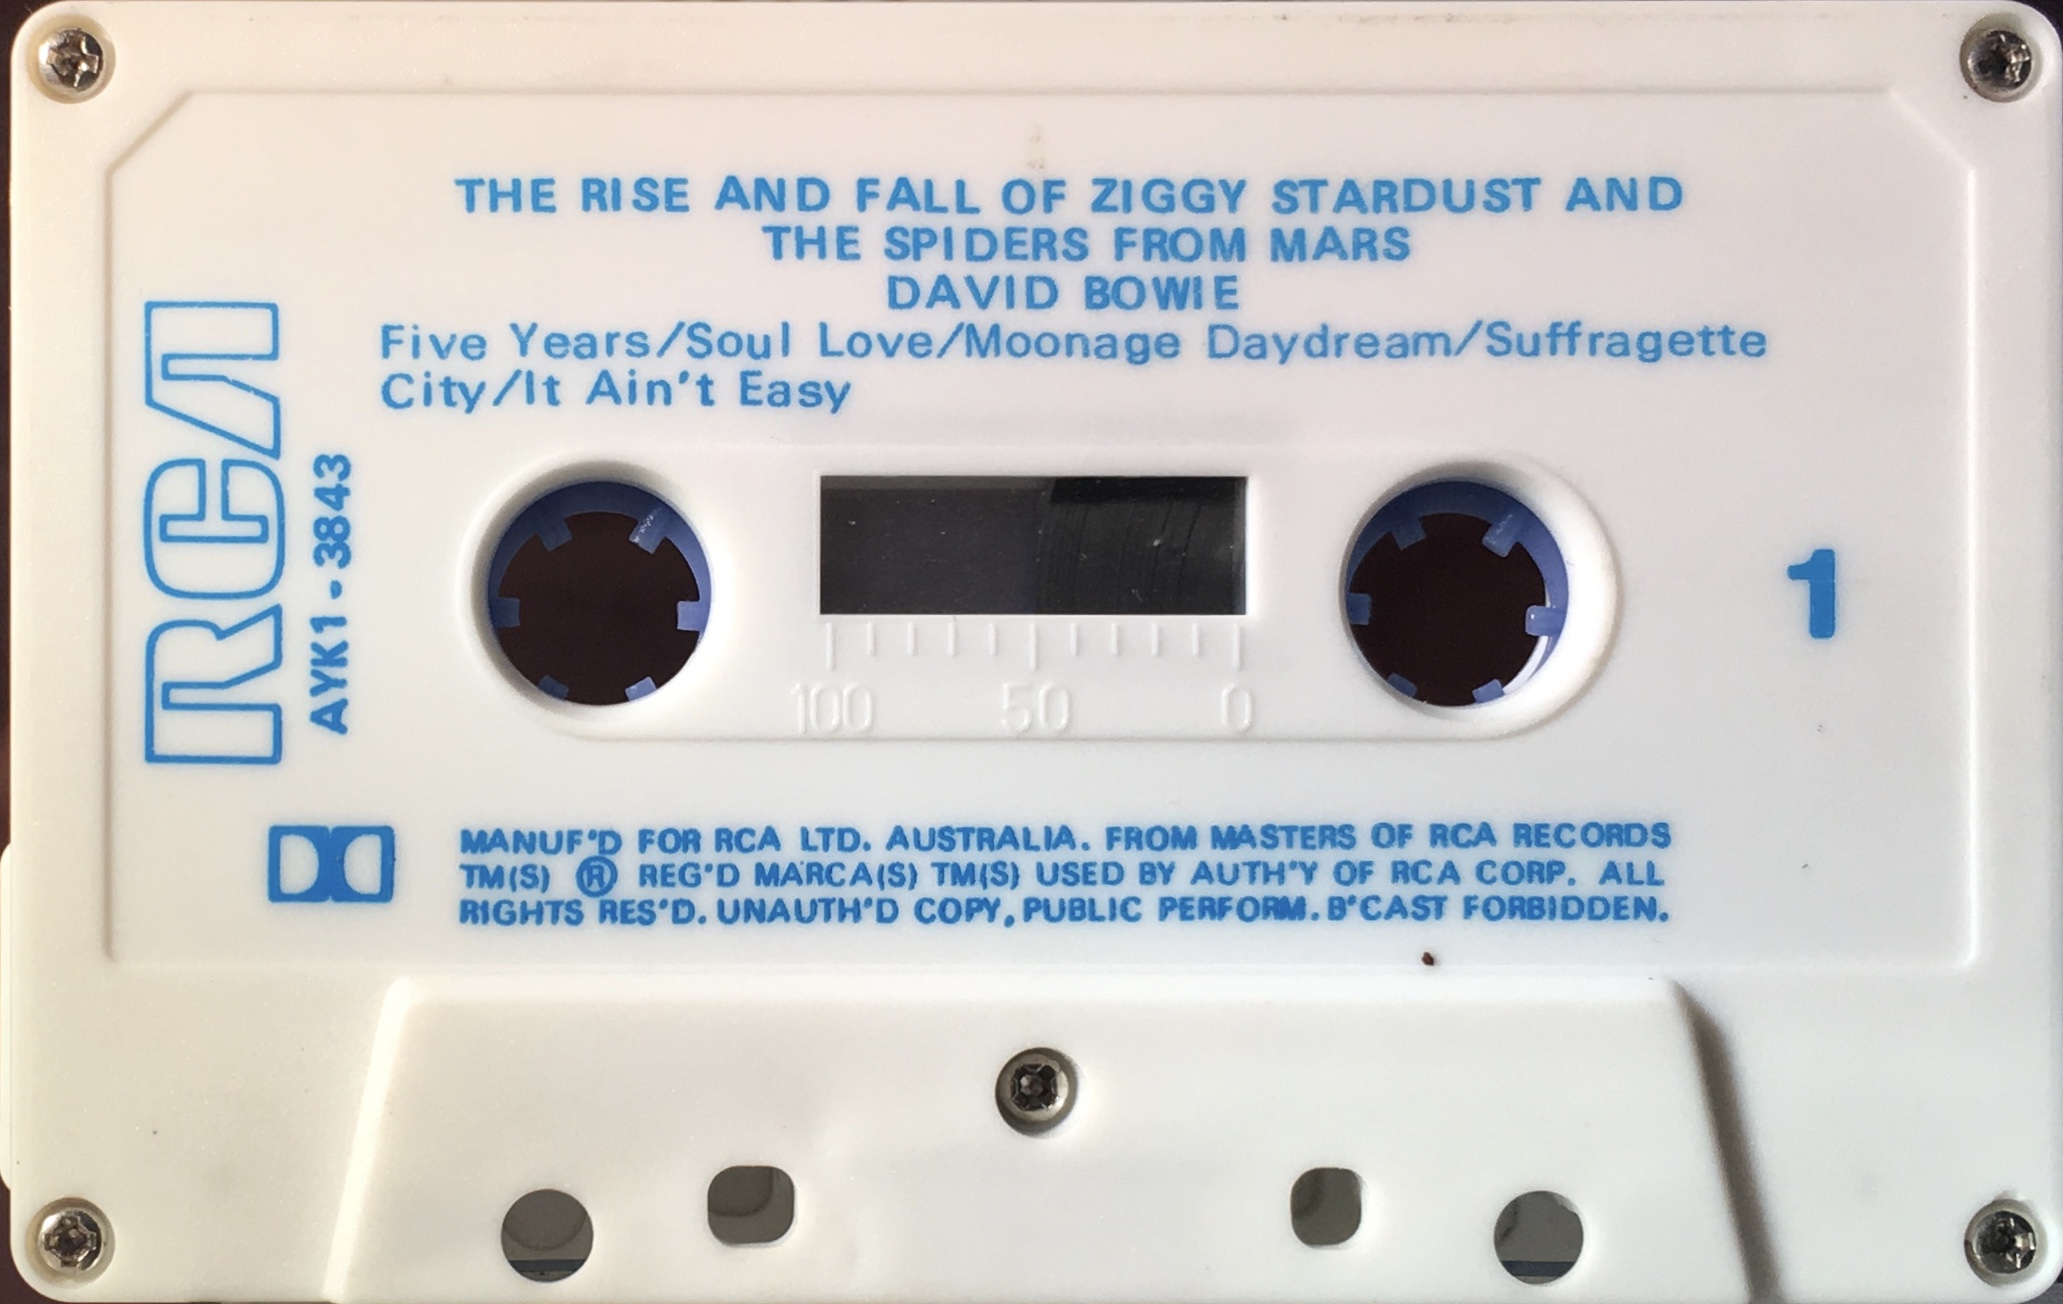 THE RISE AND FALL OF ZIGGY STARDUST AND
THE SPIDERS FROM MARS
DAVID BOWIE
Five Years/Soul Love/Moonage Daydream/Suffragette
City/It Ain't Easy
RCA
AYK1-3843
1
100 50 0
MANUF'D FOR RCA LTD. AUSTRALIA. FROM MASTERS OF RCA RECORDS
TM(S) ® REG'D MARCA(S) TM(S) USED BY AUTH'Y OF RCA CORP. ALL
RIGHTS RES'D. UNAUTH'D COPY, PUBLIC PERFORM. B'CAST FORBIDDEN.